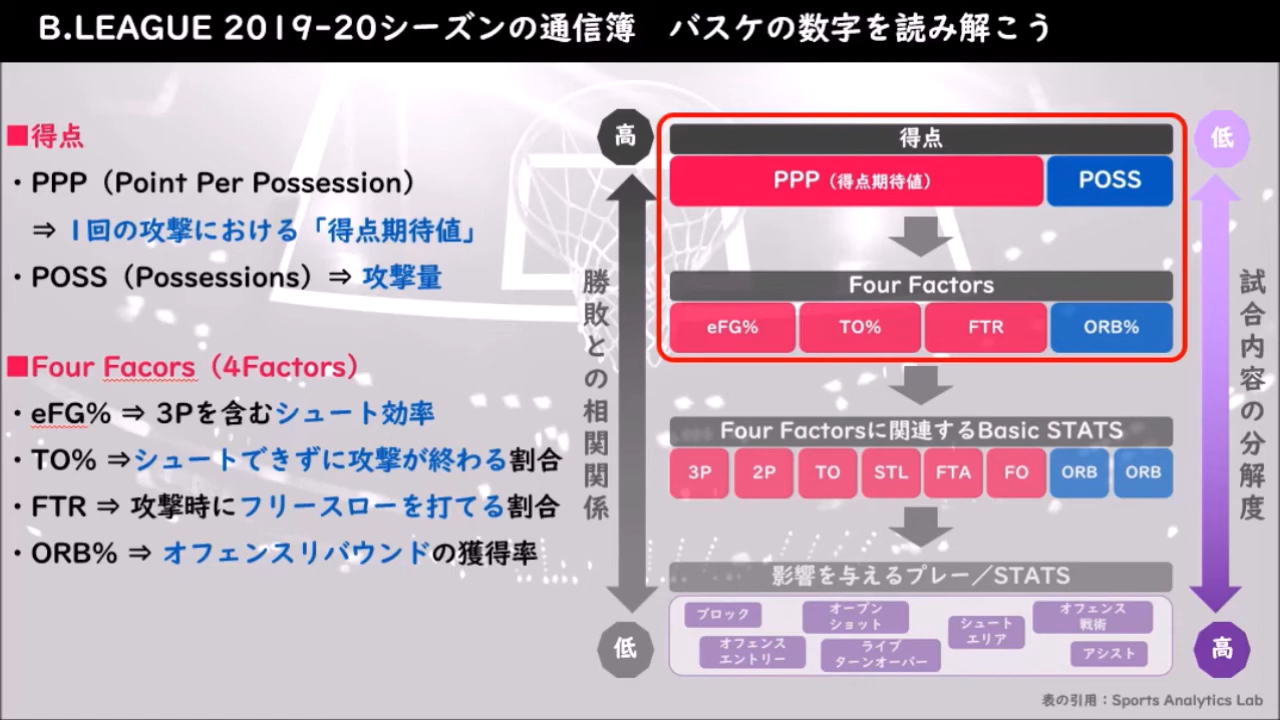 B.LEAGUE 2019-20シーズンの通信簿　バスケの数字を読み解こう
■得点
・PPP（Point Per Possession）
⇒ 1回の攻撃における「得点期待値」
・POSS（Possessions）⇒ 攻撃量
■Four Facors（4Factors）
・eFG% ⇒ 3Pを含むシュート効率
・TO% ⇒シュートできずに攻撃が終わる割合
・FTR ⇒ 攻撃時にフリースローを打てる割合
・ORB% ⇒ オフェンスリバウンドの獲得率
高
勝敗との相関関係
低
得点
PPP（得点期待値） POSS
Four Factors
eFG% TO% FTR ORB%
Four Factorsに関連するBasic STATS
3P 2P TO STL FTA FO ORB ORB
影響を与えるプレー／STATS
ブロック
オープン
ショット
シュート
エリア
オフェンス
戦術
オフェンス
エントリー
ライブ
ターンオーバー
アシスト
低
試合内容の分解度
高
表の引用：Sports Analytics Lab